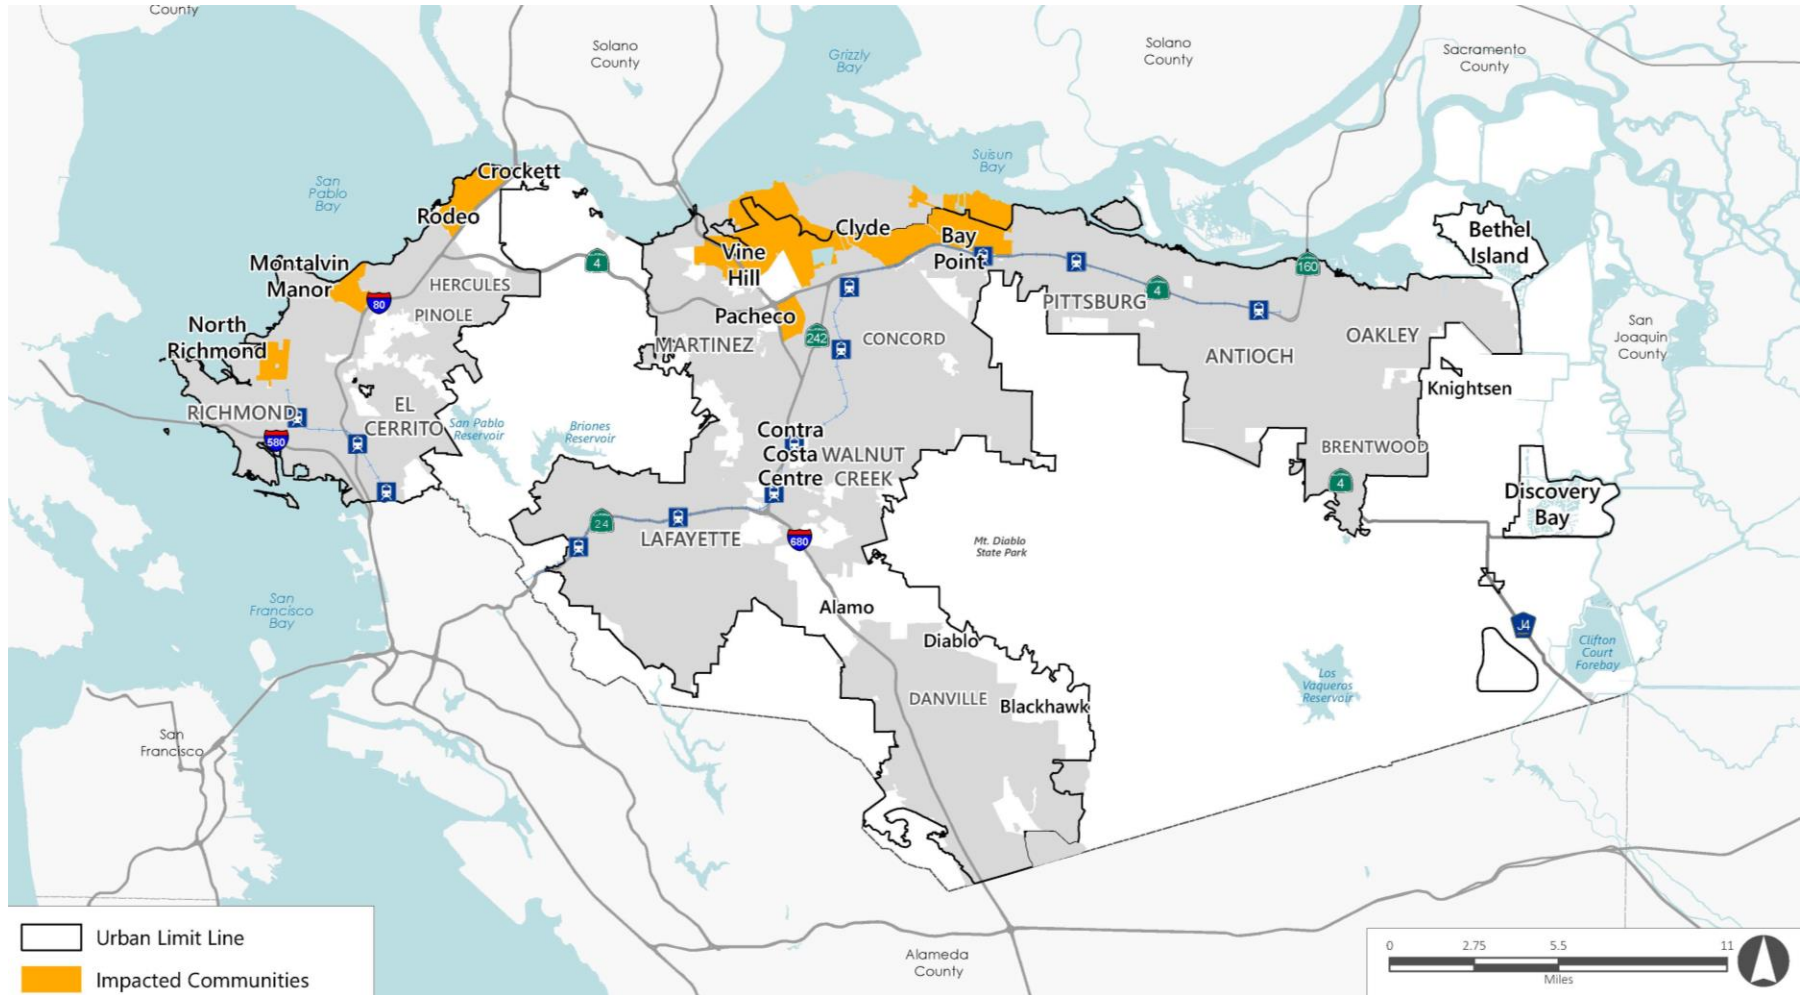 County
Solano
County
Grizzly
Bay
Solano
County
Sacramento
County
Suisun
Bay
San
Pablo
Bay
Crockett
Rodeo
Clyde
Bay
Point
Vine
Hill
Bethel
Island
4
160
Montalvin
Manor
HERCULES
80
PINOLE
4
PITTSBURG
North
Richmond
Pacheco
242
MARTINEZ
CONCORD
OAKLEY
ANTIOCH
San
Joaquin
County
Knightsen
RICHMOND
580
EL
CERRITO
San Pablo
Reservoir
Briones
Reservoir
Contra
Costa
Centre
WALNUT
CREEK
BRENTWOOD
4
Discovery
Bay
24
LAFAYETTE
680
Mt. Diablo
State Park
San
Francisco
Bay
Alamo
Diablo
J4
Clifton
Court
Forebay
Los
Vaqueros
Reservoir
DANVILLE
Blackhawk
San
Francisco
Alameda
County
Urban Limit Line
Impacted Communities
0 2.75 5.5 11
Miles